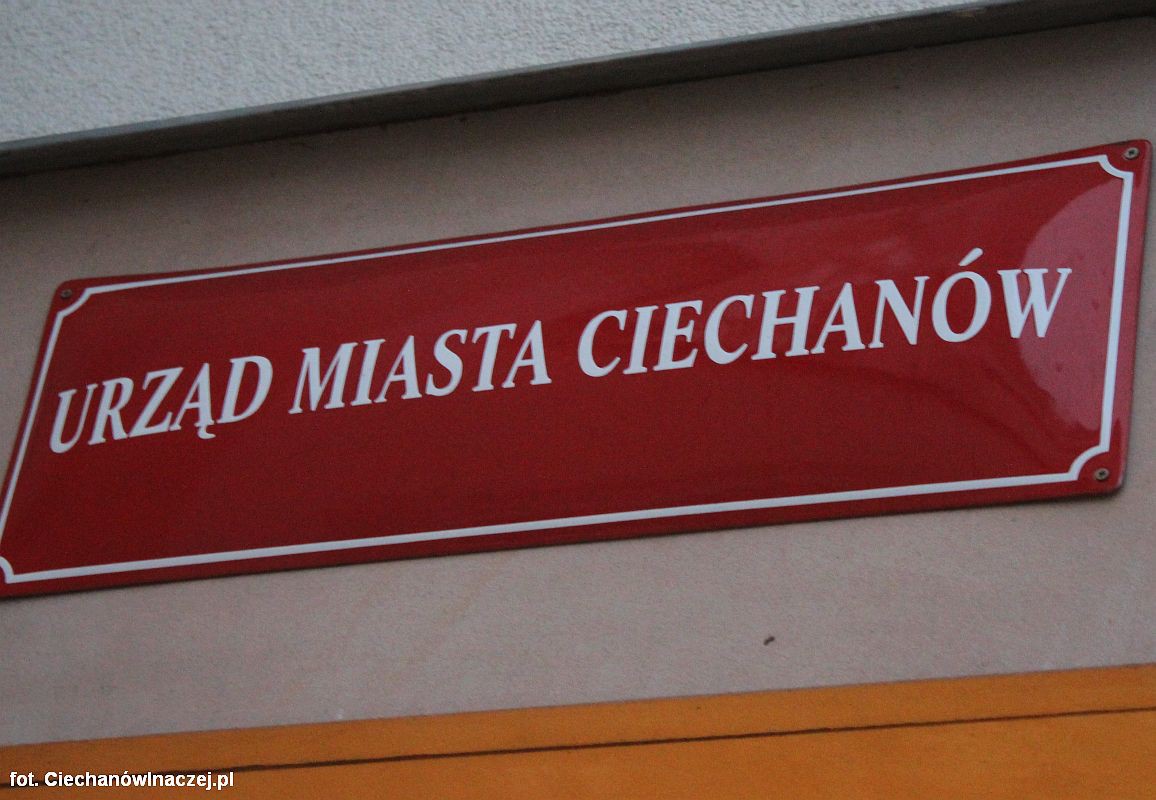 URZĄD MIASTA CIECHANÓW
fot. CiechanówInaczej.pl